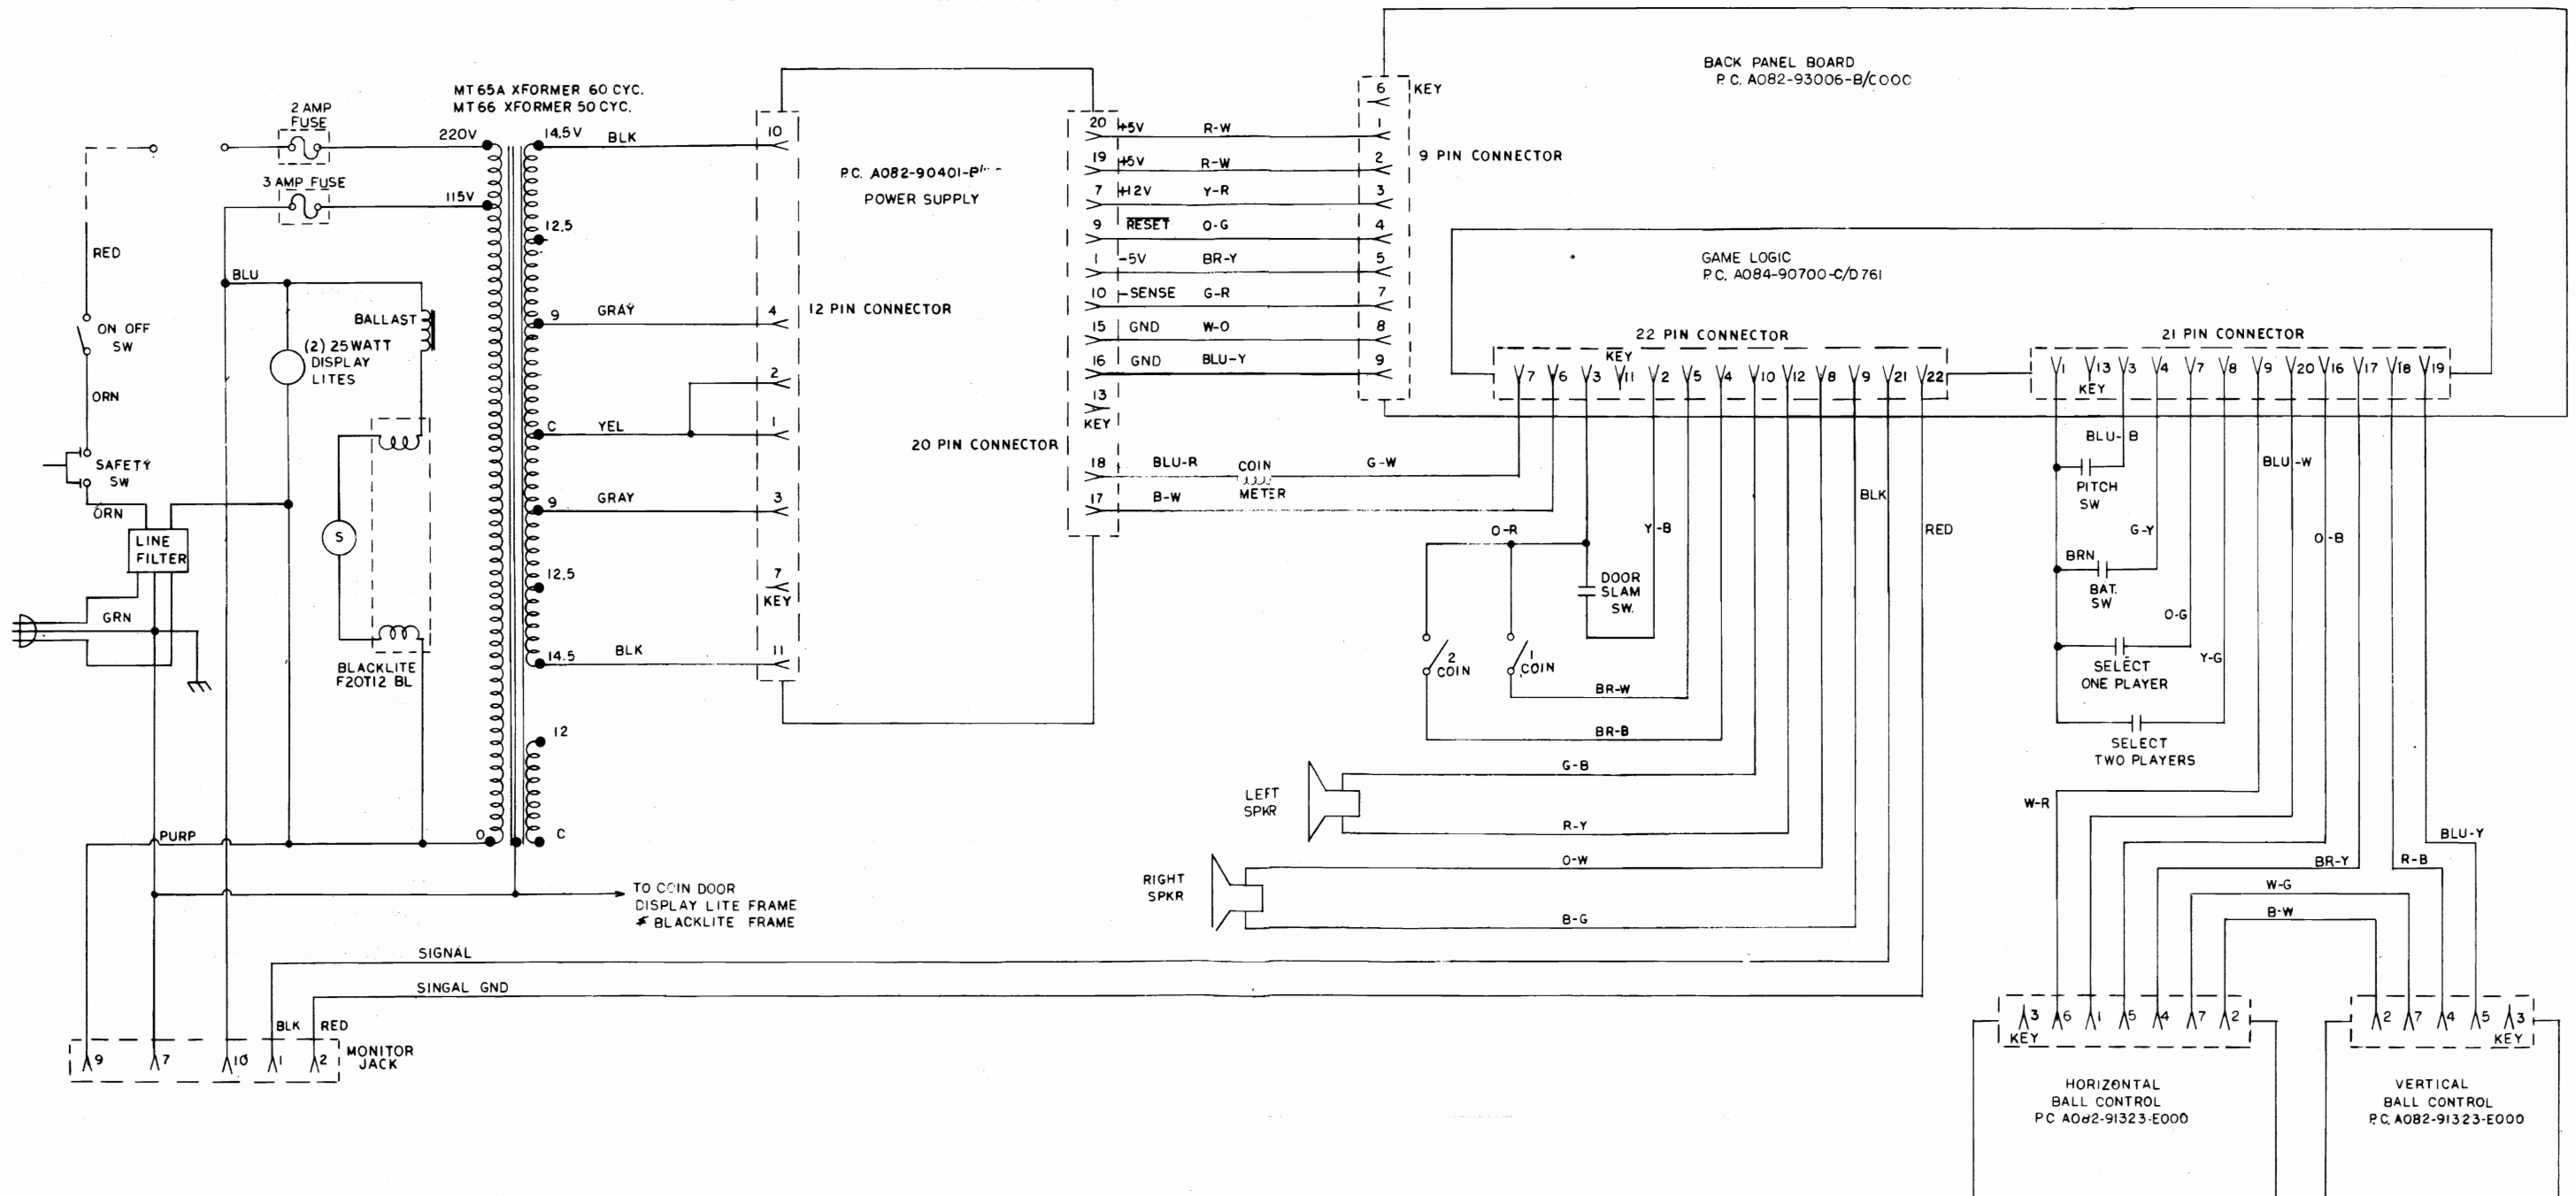 BACK PANEL BOARD
P.C. A082-93006-B/C000
MT65A XFORMER 60 CYC.
MT66 XFORMER 50 CYC.
2 AMP
FUSE
220V
14.5V
BLK
10
3 AMP FUSE
115V
12.5
RED
BLU
ON OFF
SW
(2) 25WATT
DISPLAY
LITES
BALLAST
9
GRAY
4
12 PIN CONNECTOR
ORN
2
C
YEL
1
SAFETY
SW
ORN
9
GRAY
3
LINE
FILTER
S
12.5
7
KEY
GRN
BLACKLITE
F20T12 BL
14.5
BLK
11
12
O
C
PURP
TO COIN DOOR
DISPLAY LITE FRAME
& BLACKLITE FRAME
P.C. A082-90401-
POWER SUPPLY
20 PIN CONNECTOR
20 +5V R-W 1
19 +5V R-W 2
7 +12V Y-R 3
9 RESET O-G 4
1 -5V BR-Y 5
10 -SENSE G-R 7
15 GND W-O 8
16 GND BLU-Y 9
13
KEY
18 BLU-R COIN
METER
G-W
17 B-W
6 KEY
9 PIN CONNECTOR
GAME LOGIC
P.C. A084-90700-C/D761
22 PIN CONNECTOR
KEY
7 6 3 11 2 5 4 10 12 8 9 21 22
21 PIN CONNECTOR
1 13 3 4 7 8 9 20 16 17 18 19
KEY
BLU-B
PITCH
SW
BLU-W
BLK
RED
O-R
Y-B
G-Y
O-B
BRN
BAT.
SW
DOOR
SLAM
SW.
O-G
Y-G
2
COIN
1
COIN
SELECT
ONE PLAYER
BR-W
BR-B
SELECT
TWO PLAYERS
LEFT
SPKR
G-B
R-Y
RIGHT
SPKR
O-W
B-G
W-R
BLU-Y
BR-Y
R-B
W-G
B-W
SIGNAL
SINGAL GND
BLK
RED
9 7 10 1 2
MONITOR
JACK
3 6 1 5 4 7 2
KEY
2 7 4 5 3
KEY
HORIZONTAL
BALL CONTROL
P.C A082-91323-E000
VERTICAL
BALL CONTROL
P.C. A082-91323-E000